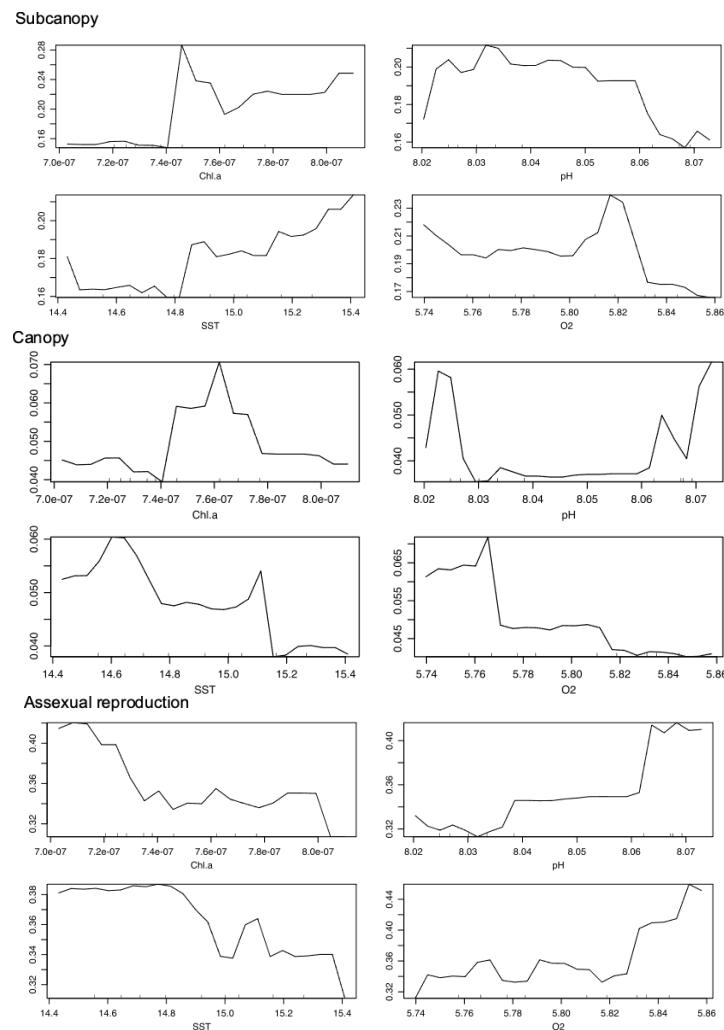 Subcanopy
0.16 0.20 0.24 0.28
7.0e-07 7.2e-07 7.4e-07 7.6e-07 7.8e-07 8.0e-07
Chl.a
0.16 0.18 0.20
8.02 8.03 8.04 8.05 8.06 8.07
pH
0.16 0.18 0.20
14.4 14.6 14.8 15.0 15.2 15.4
SST
0.17 0.19 0.21 0.23
5.74 5.76 5.78 5.80 5.82 5.84 5.86
O2
Canopy
0.040 0.050 0.060 0.070
7.0e-07 7.2e-07 7.4e-07 7.6e-07 7.8e-07 8.0e-07
Chl.a
0.040 0.050 0.060
8.02 8.03 8.04 8.05 8.06 8.07
pH
0.040 0.050 0.060
14.4 14.6 14.8 15.0 15.2 15.4
SST
0.045 0.055 0.065
5.74 5.76 5.78 5.80 5.82 5.84 5.86
O2
Assexual reproduction
0.32 0.36 0.40
7.0e-07 7.2e-07 7.4e-07 7.6e-07 7.8e-07 8.0e-07
Chl.a
0.32 0.36 0.40
8.02 8.03 8.04 8.05 8.06 8.07
pH
0.32 0.34 0.36 0.38
14.4 14.6 14.8 15.0 15.2 15.4
SST
0.32 0.36 0.40 0.44
5.74 5.76 5.78 5.80 5.82 5.84 5.86
O2